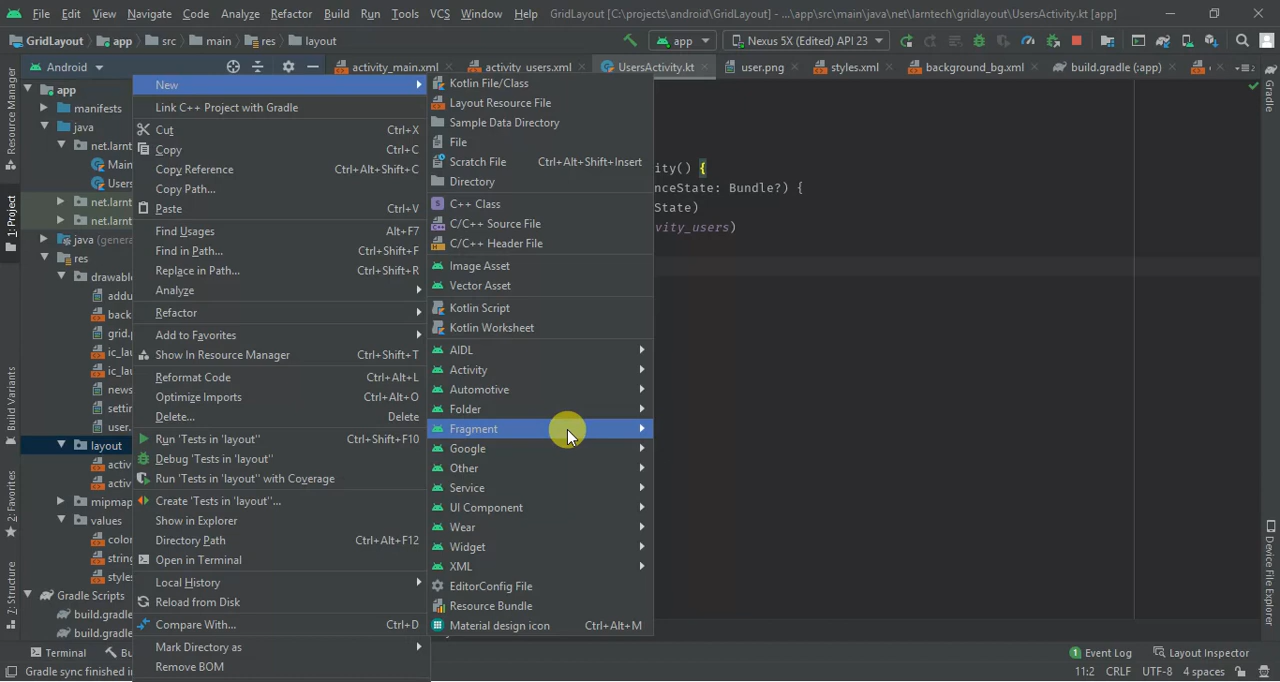 File Edit View Navigate Code Analyze Refactor Build Run Tools VCS Window Help GridLayout [C:\projects\android\GridLayout] - ...\app\src\main\java\net\larntech\gridlayout\UsersActivity.kt [app]
GridLayout app src main res layout app Nexus 5X (Edited) API 23
Android activity_main.xml activity_users.xml UsersActivity.kt user.png styles.xml background_bg.xml build.gradle (:app)
Resource Manager
1: Project
Build Variants
2: Favorites
7: Structure
app
manifests
java
net.larnt
Main
Users
net.larnt
net.larnt
java (gener
res
drawable
addu
back
grid.p
ic_lau
ic_lau
news
settin
user.
layout
activ
activ
mipmap
values
color
string
styles
Gradle Scripts
build.gradle
build.gradle
New
Link C++ Project with Gradle
Cut Ctrl+X
Copy Ctrl+C
Copy Reference Ctrl+Alt+Shift+C
Copy Path...
Paste Ctrl+V
Find Usages Alt+F7
Find in Path... Ctrl+Shift+F
Replace in Path... Ctrl+Shift+R
Analyze
Refactor
Add to Favorites
Show In Resource Manager Ctrl+Shift+T
Reformat Code Ctrl+Alt+L
Optimize Imports Ctrl+Alt+O
Delete... Delete
Run 'Tests in 'layout'' Ctrl+Shift+F10
Debug 'Tests in 'layout''
Run 'Tests in 'layout'' with Coverage
Create 'Tests in 'layout''...
Show in Explorer
Directory Path Ctrl+Alt+F12
Open in Terminal
Local History
Reload from Disk
Compare With... Ctrl+D
Mark Directory as
Remove BOM
Kotlin File/Class
Layout Resource File
Sample Data Directory
File
Scratch File Ctrl+Alt+Shift+Insert
Directory
C++ Class
C/C++ Source File
C/C++ Header File
Image Asset
Vector Asset
Kotlin Script
Kotlin Worksheet
AIDL
Activity
Automotive
Folder
Fragment
Google
Other
Service
UI Component
Wear
Widget
XML
EditorConfig File
Resource Bundle
Material design icon Ctrl+Alt+M
ity() {
nceState: Bundle?) {
State)
vity_users)
Gradle
Device File Explorer
Terminal Bu 1 Event Log Layout Inspector
Gradle sync finished in 11:2 CRLF UTF-8 4 spaces